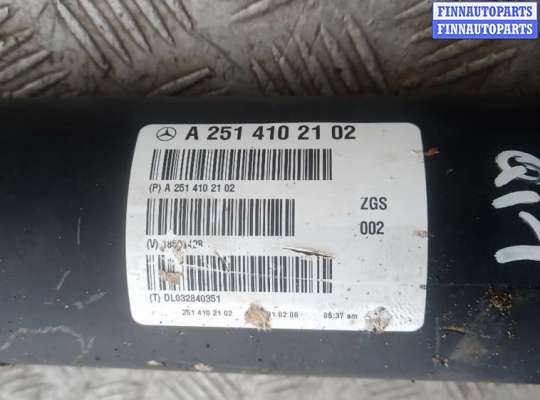 FINNAUTOPARTS
FINNAUTOPARTS
A 251 410 21 02
(P) A 251 410 21 02
ZGS
002
(T) DL032840351
251 410 21 02
05:37 am